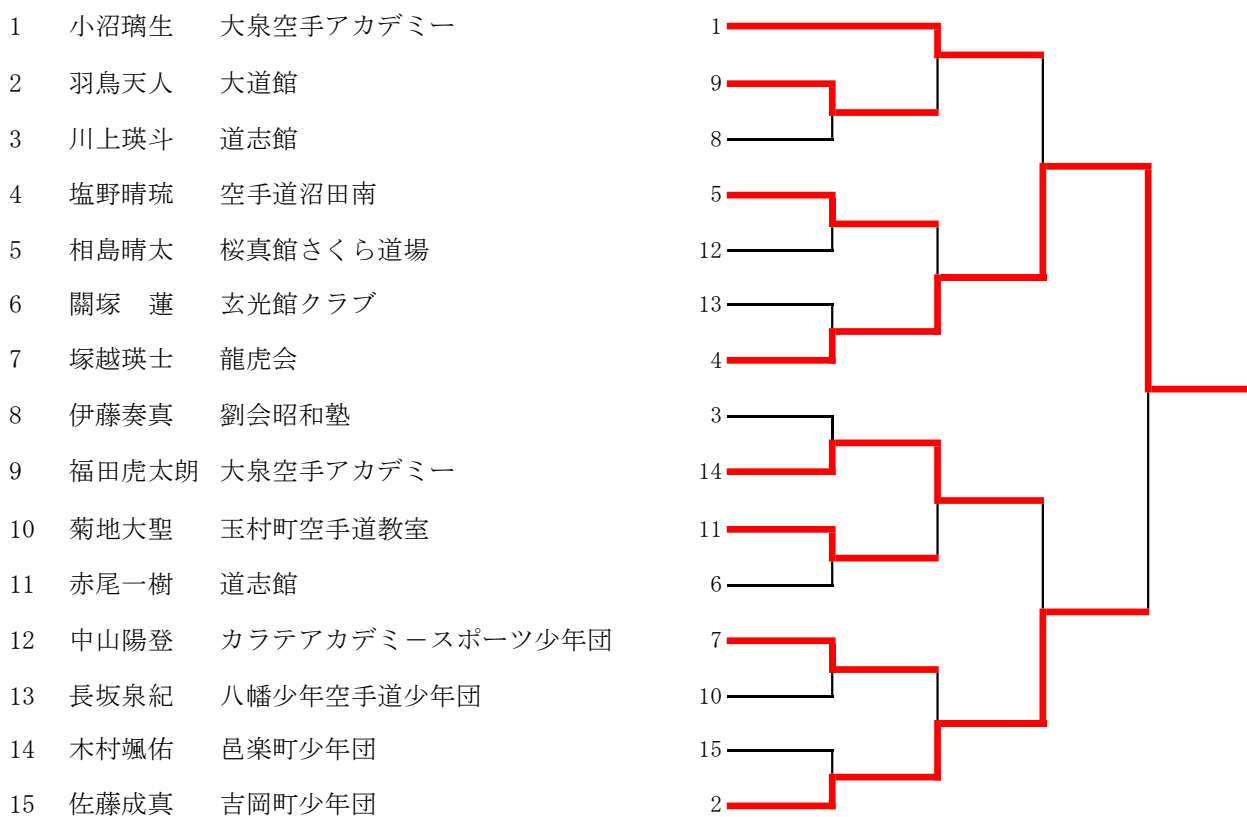 1 小沼璃生 大泉空手アカデミー 1
2 羽鳥天人 大道館 9
3 川上瑛斗 道志館 8
4 塩野晴琉 空手道沼田南 5
5 相島晴太 桜真館さくら道場 12
6 關塚　蓮 玄光館クラブ 13
7 塚越瑛士 龍虎会 4
8 伊藤奏真 劉会昭和塾 3
9 福田虎太朗 大泉空手アカデミー 14
10 菊地大聖 玉村町空手道教室 11
11 赤尾一樹 道志館 6
12 中山陽登 カラテアカデミ－スポーツ少年団 7
13 長坂泉紀 八幡少年空手道少年団 10
14 木村颯佑 邑楽町少年団 15
15 佐藤成真 吉岡町少年団 2